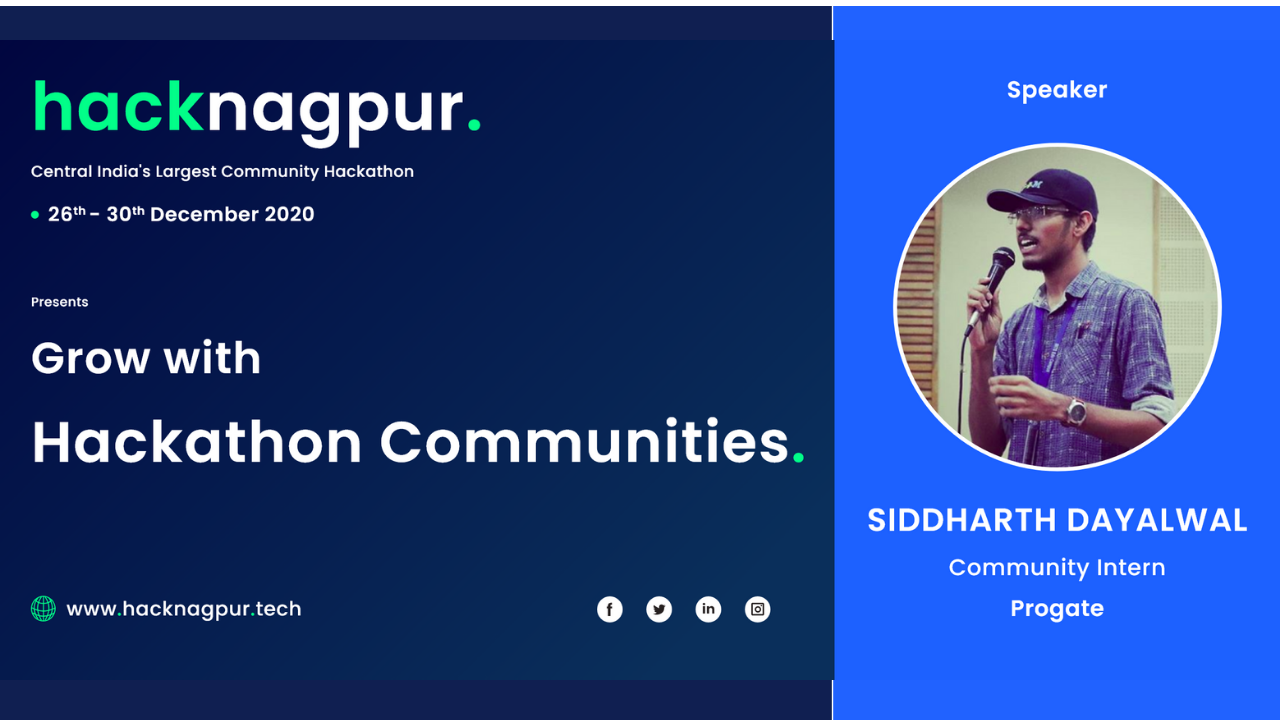 hacknagpur.
Central India's Largest Community Hackathon
26th - 30th December 2020
Presents
Grow with
Hackathon Communities.
www.hacknagpur.tech
Speaker
SIDDHARTH DAYALWAL
Community Intern
Progate